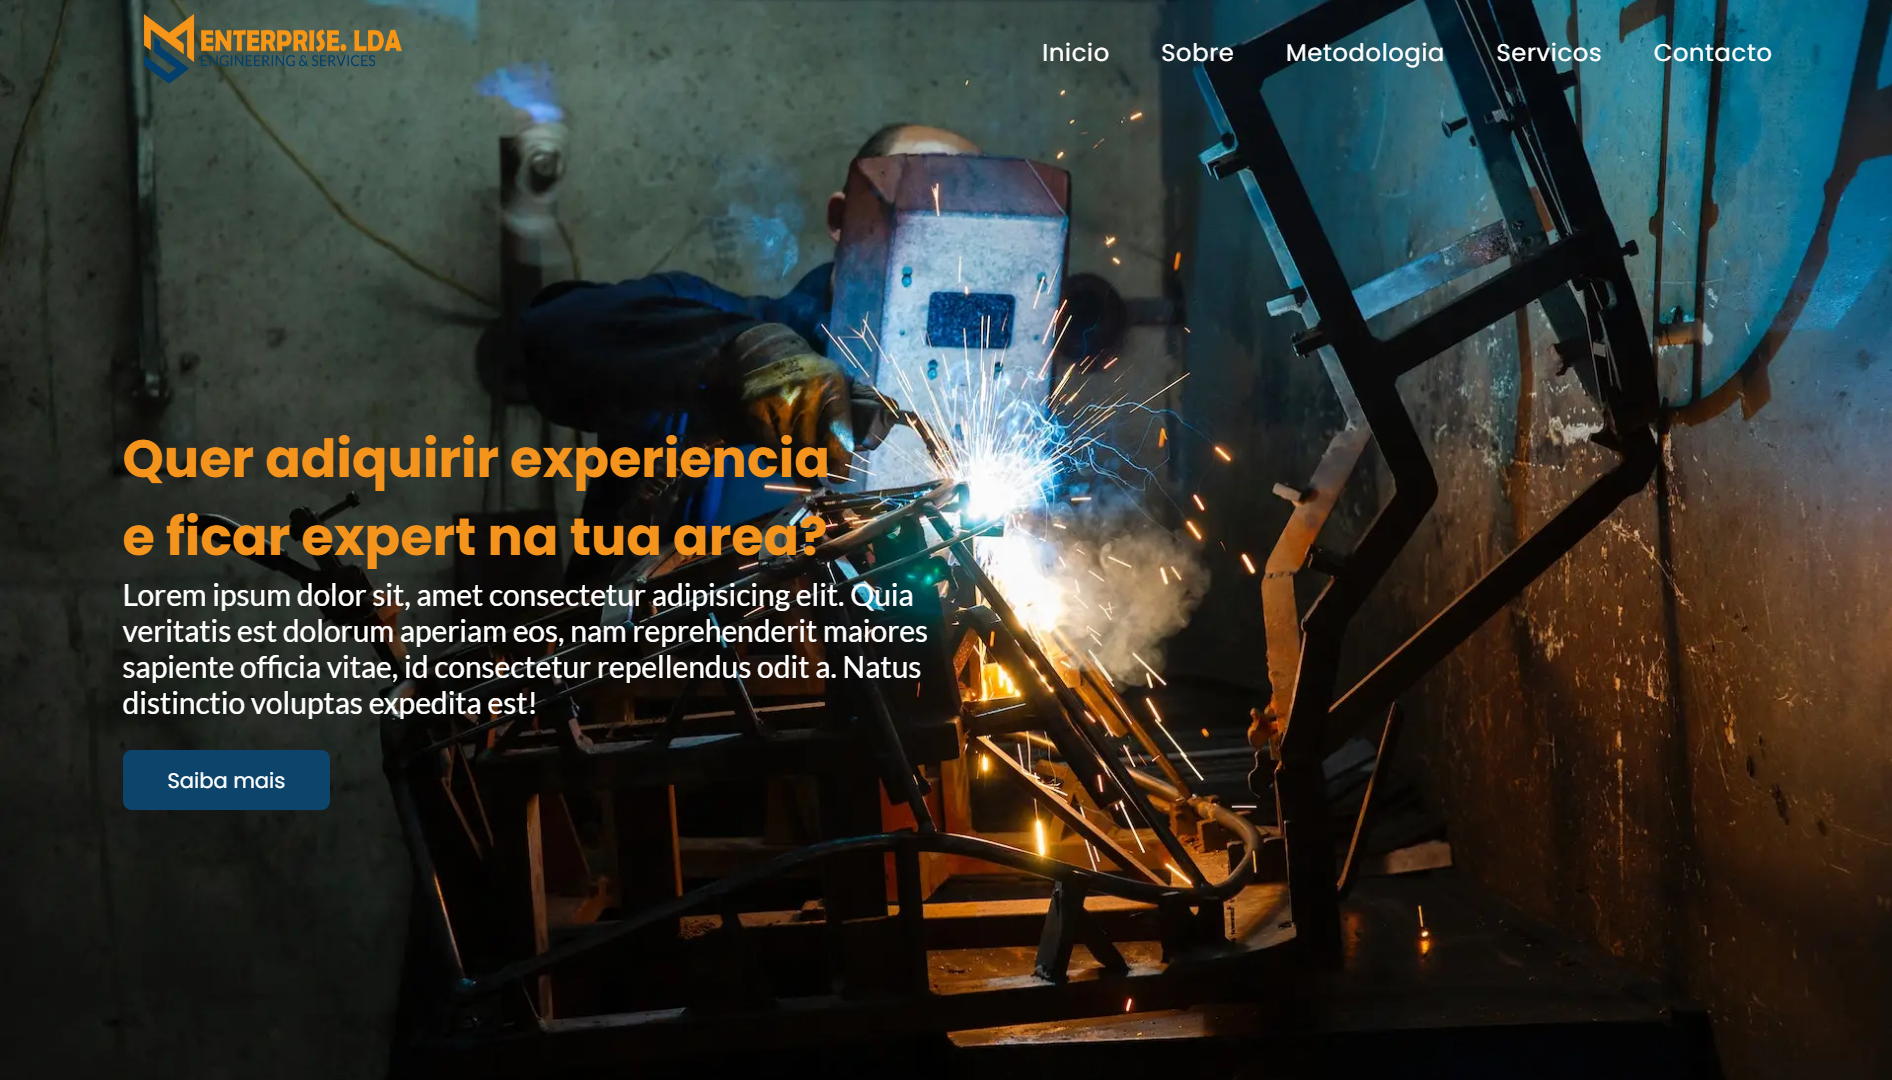 ENTERPRISE. LDA
ENGINEERING & SERVICES
Inicio Sobre Metodologia Servicos Contacto
Quer adiquirir experiencia
e ficar expert na tua area?
Lorem ipsum dolor sit, amet consectetur adipisicing elit. Quia
veritatis est dolorum aperiam eos, nam reprehenderit maiores
sapiente officia vitae, id consectetur repellendus odit a. Natus
distinctio voluptas expedita est!
Saiba mais